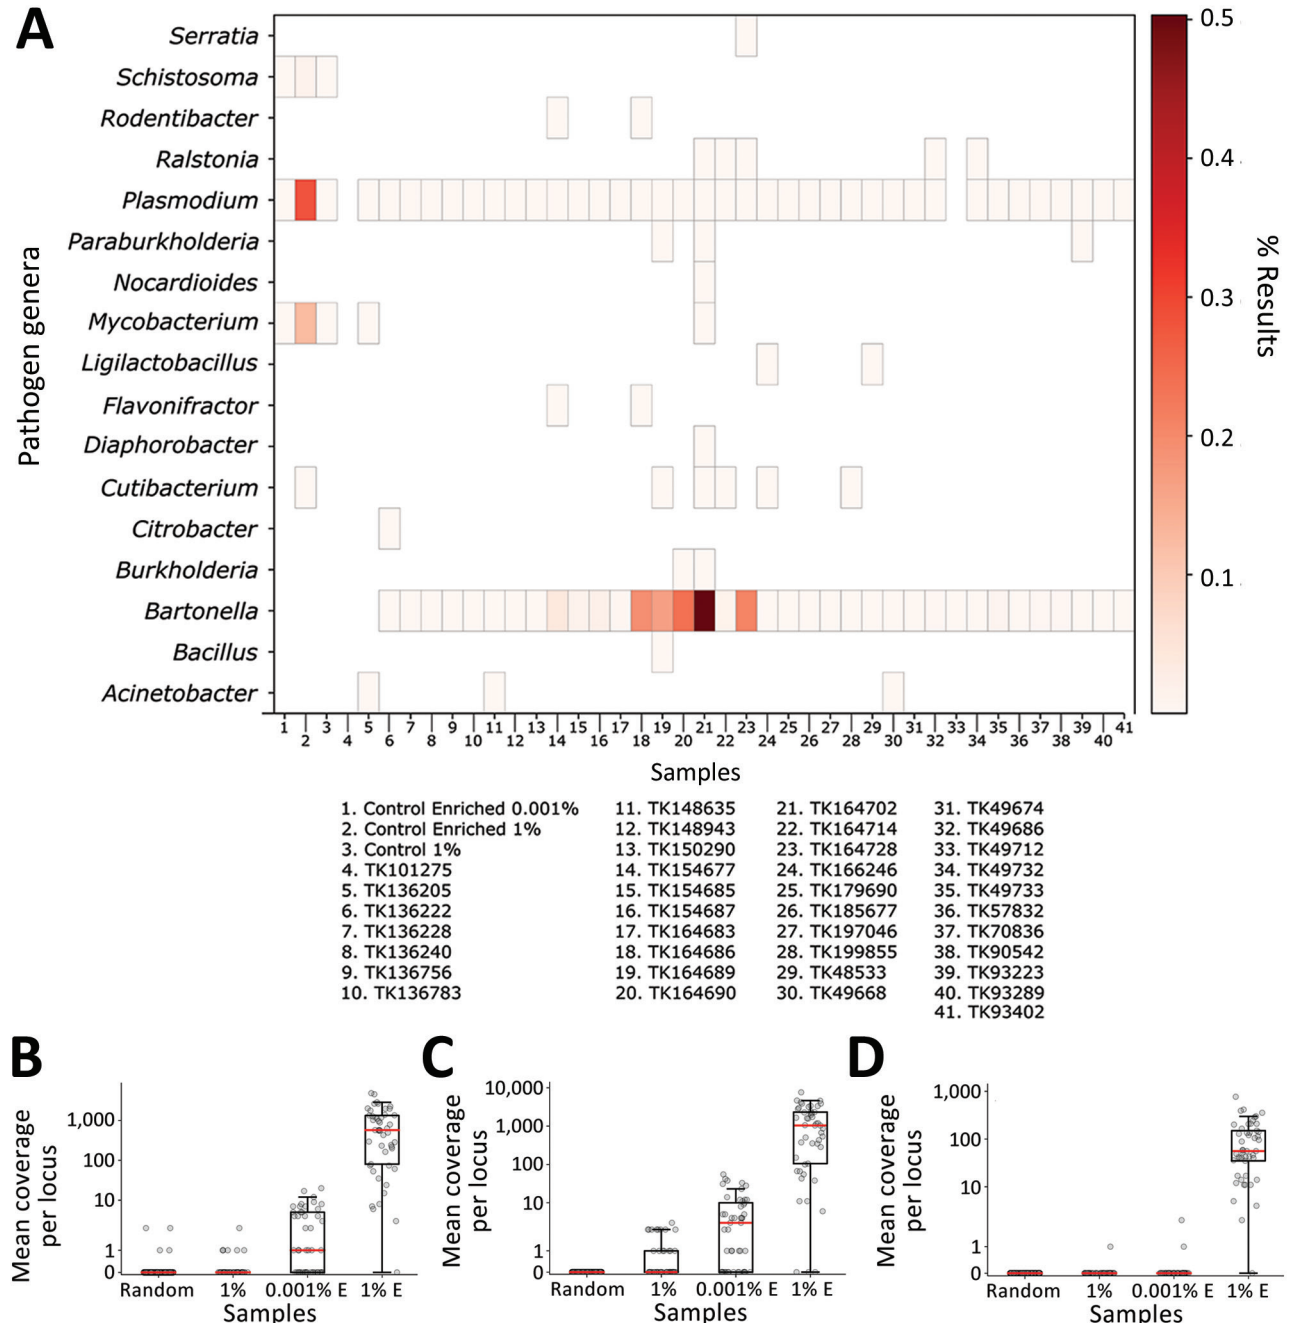 A
Serratia
Schistosoma
Rodentibacter
Ralstonia
Plasmodium
Paraburkholderia
Nocardioides
Mycobacterium
Ligilactobacillus
Flavonifractor
Diaphorobacter
Cutibacterium
Citrobacter
Burkholderia
Bartonella
Bacillus
Acinetobacter
Pathogen genera
0.5
0.4
0.3
0.2
0.1
% Results
1 3 5 7 9 11 13 15 17 19 21 23 25 27 29 31 33 35 37 39 41
2 4 6 8 10 12 14 16 18 20 22 24 26 28 30 32 34 36 38 40
Samples
1. Control Enriched 0.001%
2. Control Enriched 1%
3. Control 1%
4. TK101275
5. TK136205
6. TK136222
7. TK136228
8. TK136240
9. TK136756
10. TK136783
11. TK148635
12. TK148943
13. TK150290
14. TK154677
15. TK154685
16. TK154687
17. TK164683
18. TK164686
19. TK164689
20. TK164690
21. TK164702
22. TK164714
23. TK164728
24. TK166246
25. TK179690
26. TK185677
27. TK197046
28. TK199855
29. TK48533
30. TK49668
31. TK49674
32. TK49686
33. TK49712
34. TK49732
35. TK49733
36. TK57832
37. TK70836
38. TK90542
39. TK93223
40. TK93289
41. TK93402
B
Mean coverage
per locus
1,000
100
10
1
0
Random 1% 0.001% E 1% E
Samples
C
Mean coverage
per locus
10,000
1,000
100
10
1
0
Random 1% 0.001% E 1% E
Samples
D
Mean coverage
per locus
1,000
100
10
1
0
Random 1% 0.001% E 1% E
Samples